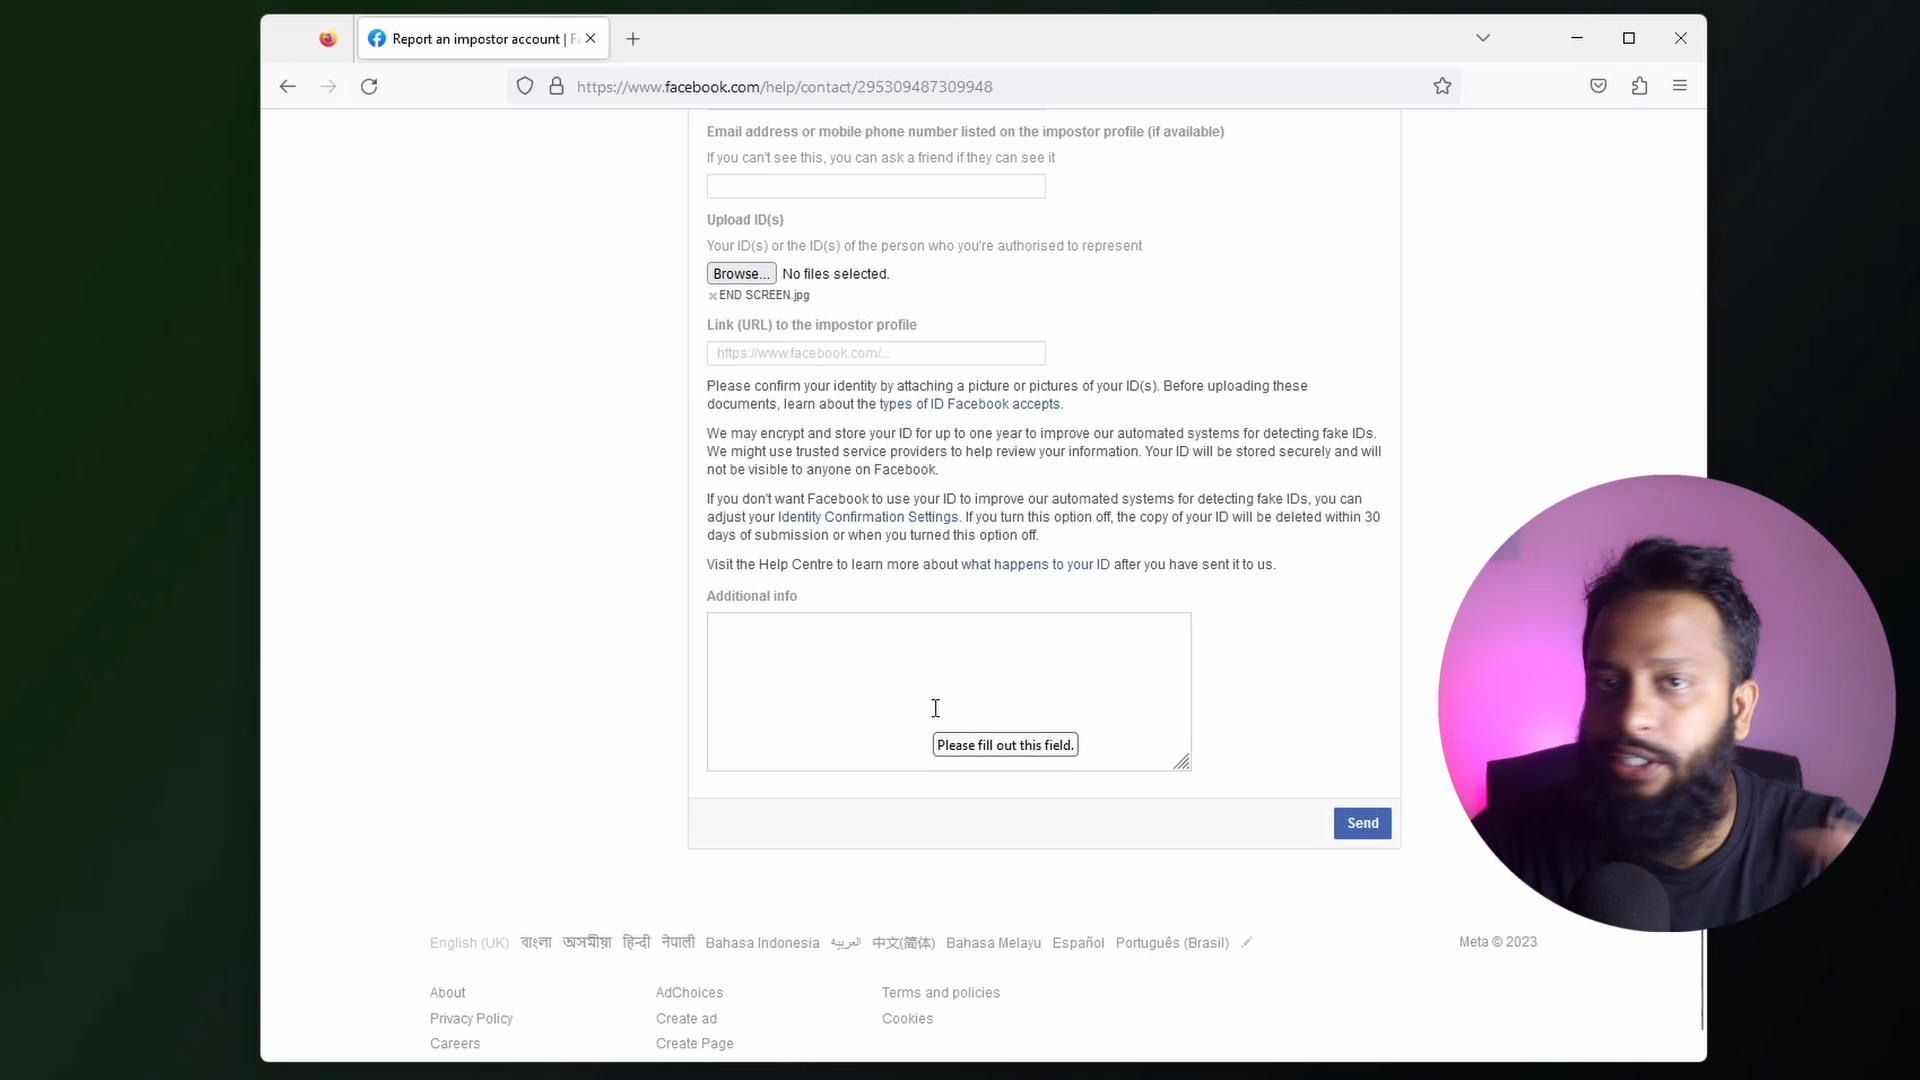 Report an impostor account | F
https://www.facebook.com/help/contact/295309487309948
Email address or mobile phone number listed on the impostor profile (if available)
If you can't see this, you can ask a friend if they can see it
Upload ID(s)
Your ID(s) or the ID(s) of the person who you're authorised to represent
Browse... No files selected.
END SCREEN.jpg
Link (URL) to the impostor profile
https://www.facebook.com/...
Please confirm your identity by attaching a picture or pictures of your ID(s). Before uploading these
documents, learn about the types of ID Facebook accepts.
We may encrypt and store your ID for up to one year to improve our automated systems for detecting fake IDs.
We might use trusted service providers to help review your information. Your ID will be stored securely and will
not be visible to anyone on Facebook.
If you don't want Facebook to use your ID to improve our automated systems for detecting fake IDs, you can
adjust your Identity Confirmation Settings. If you turn this option off, the copy of your ID will be deleted within 30
days of submission or when you turned this option off.
Visit the Help Centre to learn more about what happens to your ID after you have sent it to us.
Additional info
Please fill out this field.
Send
English (UK) বাংলা অসমীয়া हिन्दी नेपाली Bahasa Indonesia العربية 中文(简体) Bahasa Melayu Español Português (Brasil)
Meta © 2023
About AdChoices Terms and policies
Privacy Policy Create ad Cookies
Careers Create Page